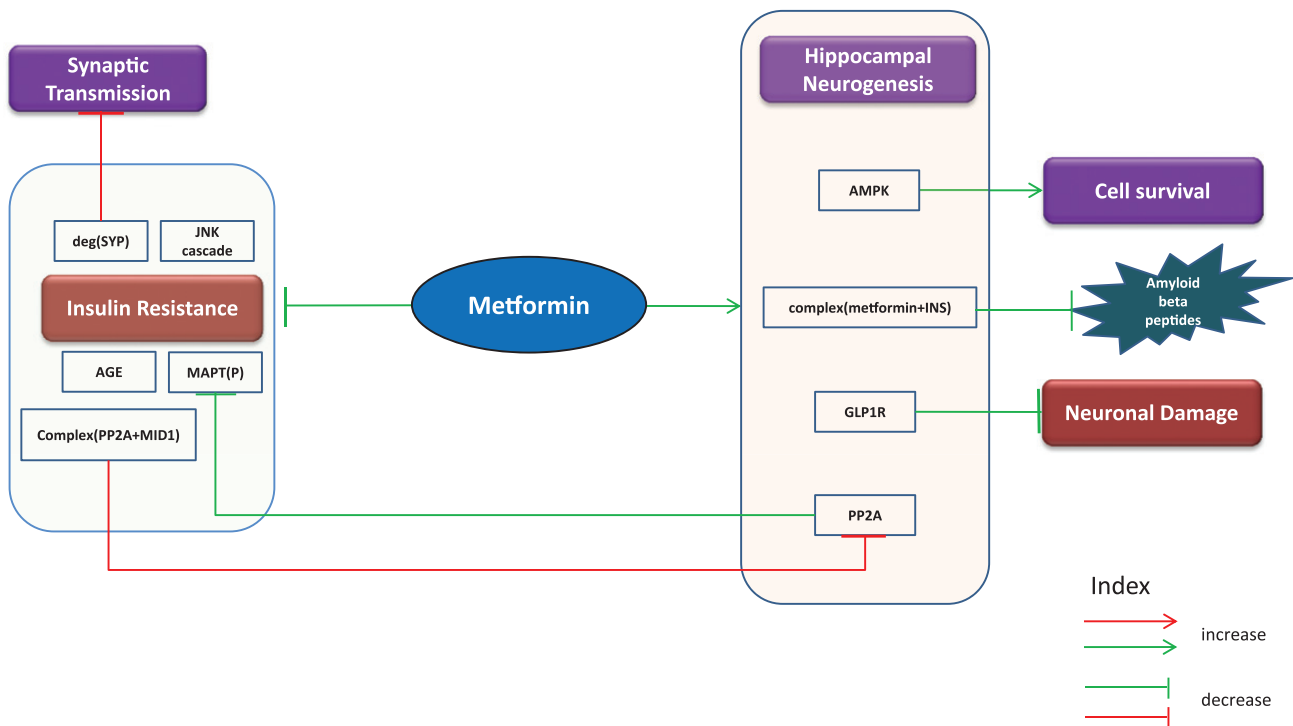 Synaptic
Transmission
deg(SYP)
JNK
cascade
Insulin Resistance
AGE
MAPT(P)
Complex(PP2A+MID1)
Metformin
Hippocampal
Neurogenesis
AMPK
complex(metformin+INS)
GLP1R
PP2A
Cell survival
Amyloid
beta
peptides
Neuronal Damage
Index
increase
decrease